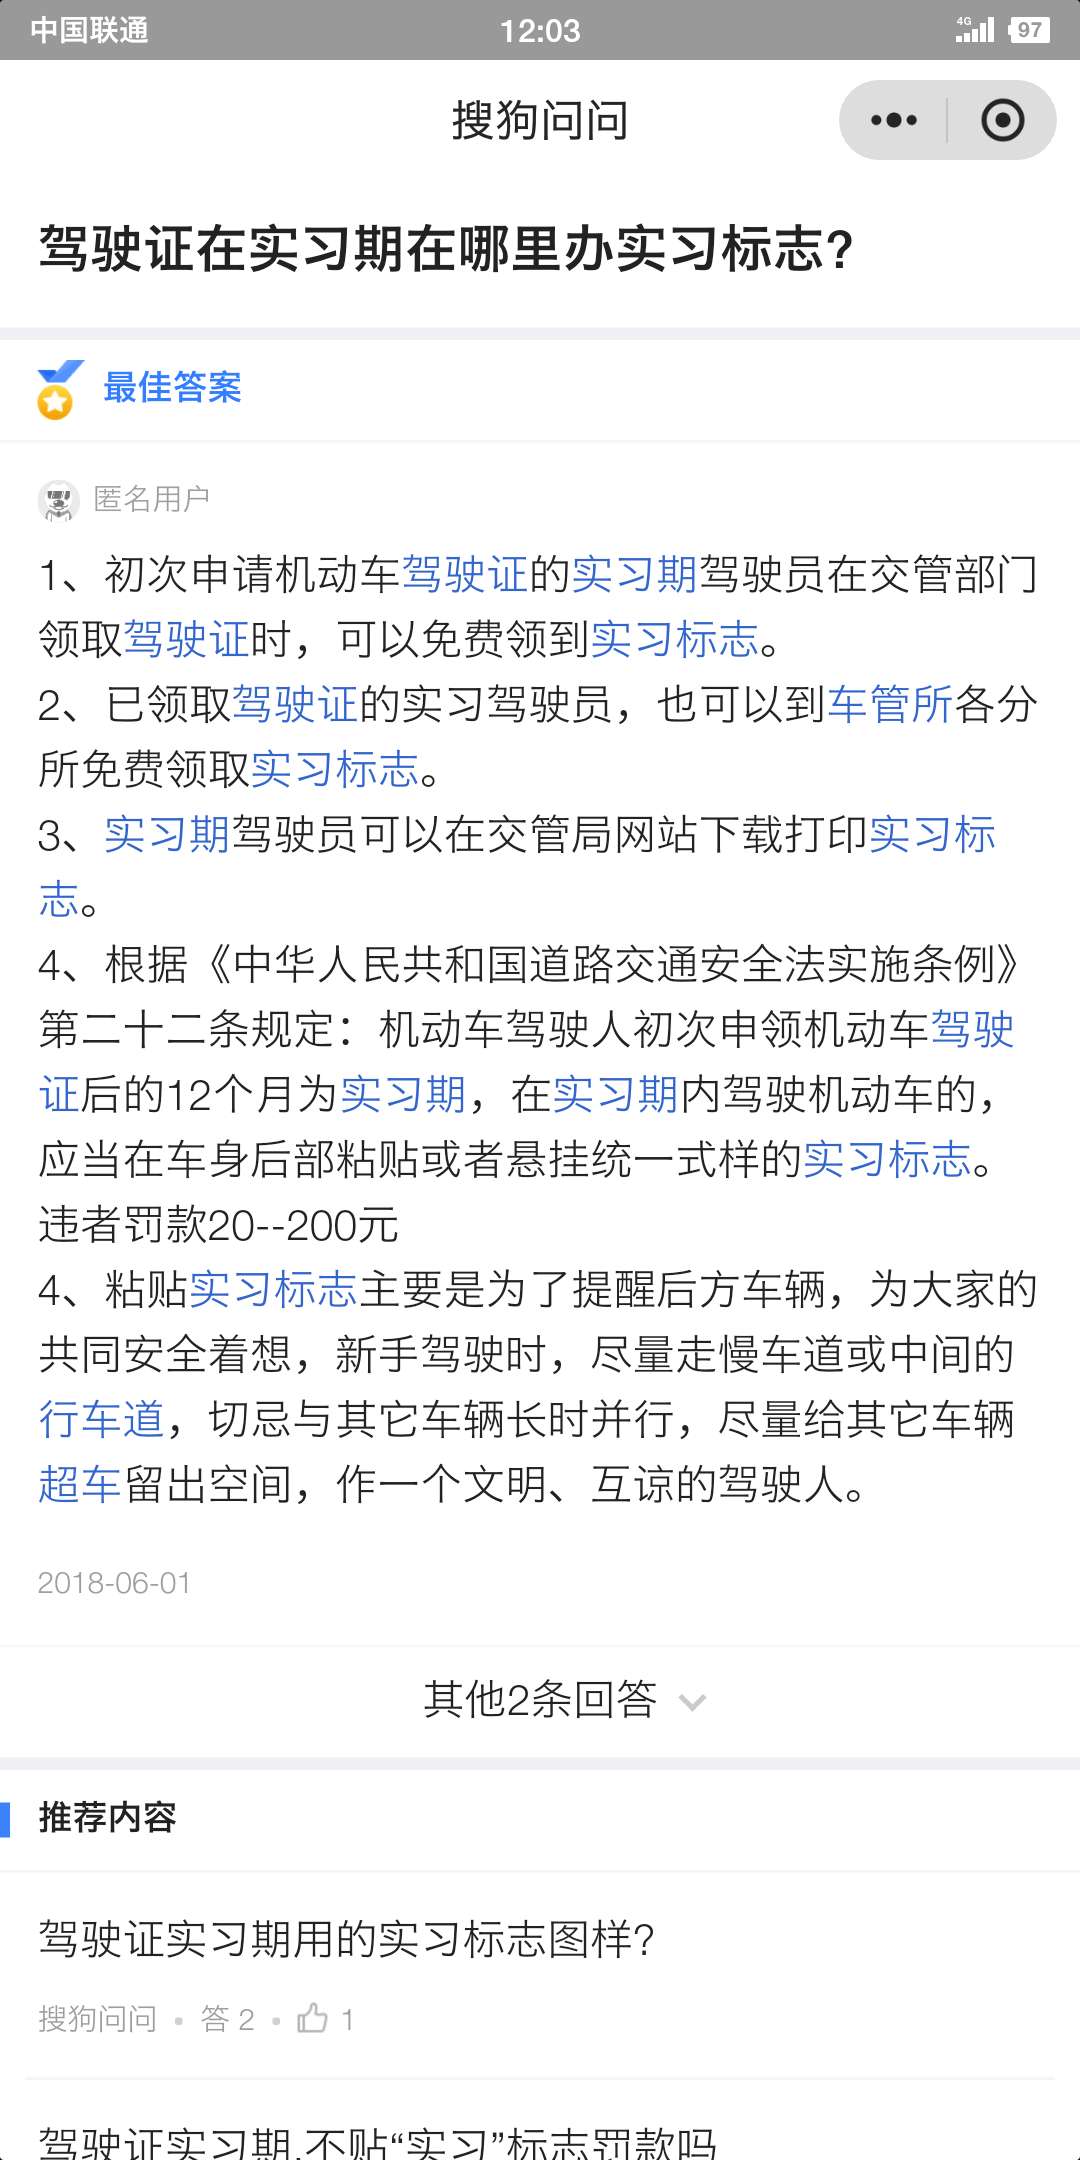 中国联通
12:03
4G
97
搜狗问问
驾驶证在实习期在哪里办实习标志?
最佳答案
匿名用户
1、初次申请机动车驾驶证的实习期驾驶员在交管部门
领取驾驶证时，可以免费领到实习标志。
2、已领取驾驶证的实习驾驶员，也可以到车管所各分
所免费领取实习标志。
3、实习期驾驶员可以在交管局网站下载打印实习标
志。
4、根据《中华人民共和国道路交通安全法实施条例》
第二十二条规定：机动车驾驶人初次申领机动车驾驶
证后的12个月为实习期，在实习期内驾驶机动车的，
应当在车身后部粘贴或者悬挂统一式样的实习标志。
违者罚款20--200元
4、粘贴实习标志主要是为了提醒后方车辆，为大家的
共同安全着想，新手驾驶时，尽量走慢车道或中间的
行车道，切忌与其它车辆长时并行，尽量给其它车辆
超车留出空间，作一个文明、互谅的驾驶人。
2018-06-01
其他2条回答
推荐内容
驾驶证实习期用的实习标志图样?
搜狗问问 • 答 2 • 1
驾驶证实习期,不贴“实习”标志罚款吗